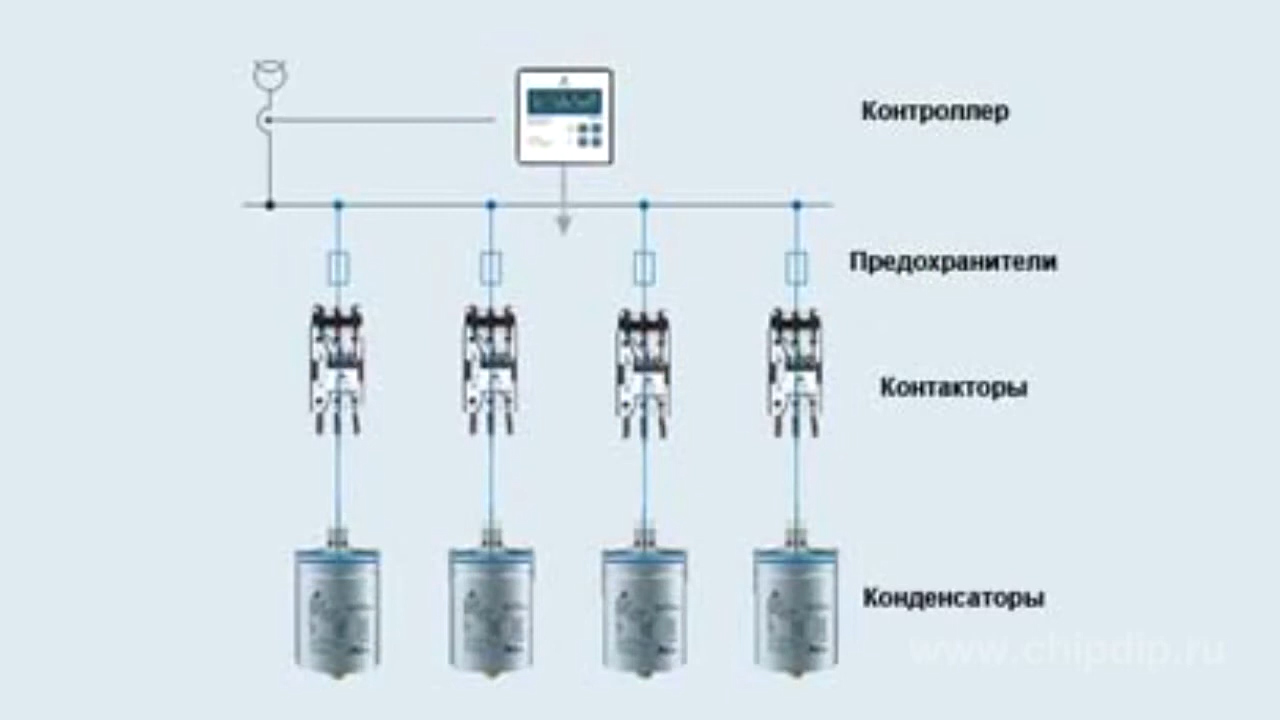 Контроллер
Предохранители
Контакторы
Конденсаторы
www.chipdip.ru